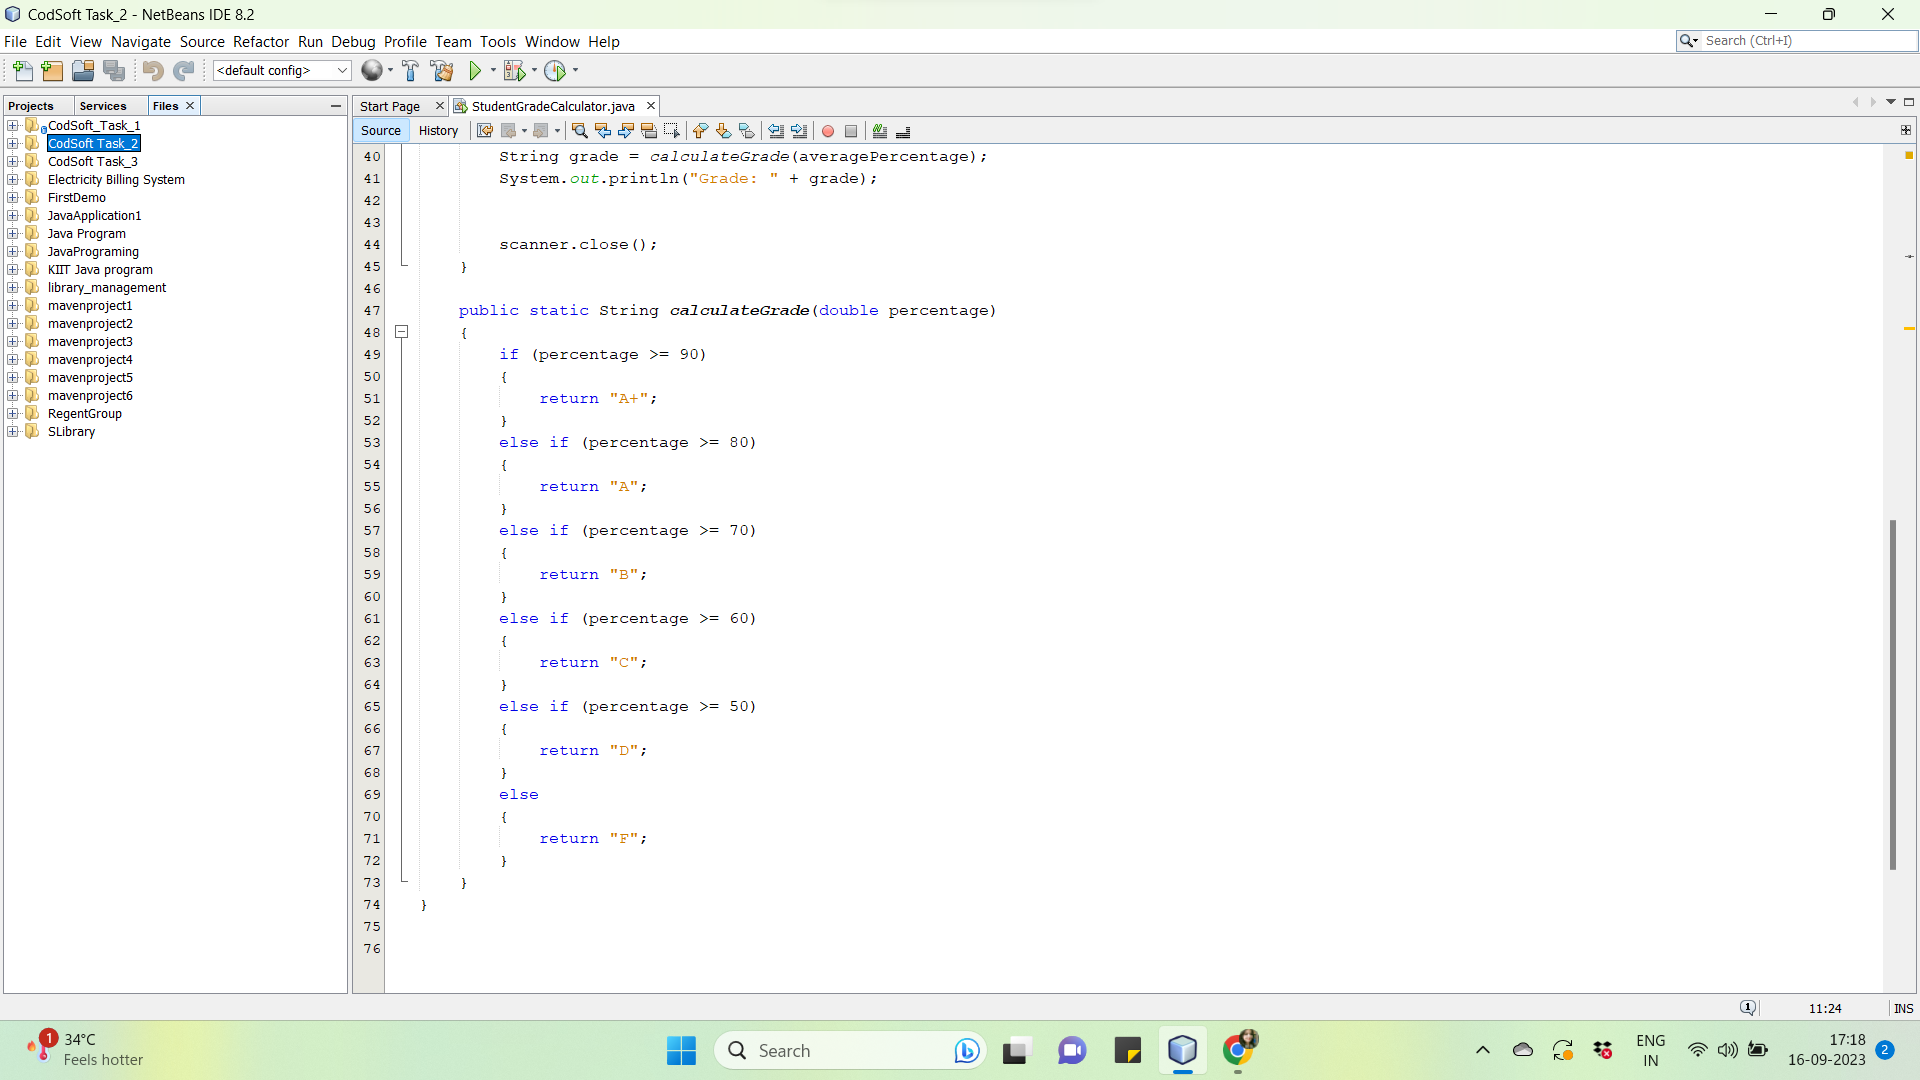 CodSoft Task_2 - NetBeans IDE 8.2
File Edit View Navigate Source Refactor Run Debug Profile Team Tools Window Help
Search (Ctrl+I)
<default config>
Projects Services Files
Start Page StudentGradeCalculator.java
Source History
CodSoft_Task_1
CodSoft Task_2
CodSoft Task_3
Electricity Billing System
FirstDemo
JavaApplication1
Java Program
JavaPrograming
KIIT Java program
library_management
mavenproject1
mavenproject2
mavenproject3
mavenproject4
mavenproject5
mavenproject6
RegentGroup
SLibrary
40 String grade = calculateGrade(averagePercentage);
41 System.out.println("Grade: " + grade);
42
43
44 scanner.close();
45 }
46
47 public static String calculateGrade(double percentage)
48 {
49 if (percentage >= 90)
50 {
51 return "A+";
52 }
53 else if (percentage >= 80)
54 {
55 return "A";
56 }
57 else if (percentage >= 70)
58 {
59 return "B";
60 }
61 else if (percentage >= 60)
62 {
63 return "C";
64 }
65 else if (percentage >= 50)
66 {
67 return "D";
68 }
69 else
70 {
71 return "F";
72 }
73 }
74 }
75
76
1 11:24 INS
1 34°C
Feels hotter
Search
ENG
IN
17:18
16-09-2023
2